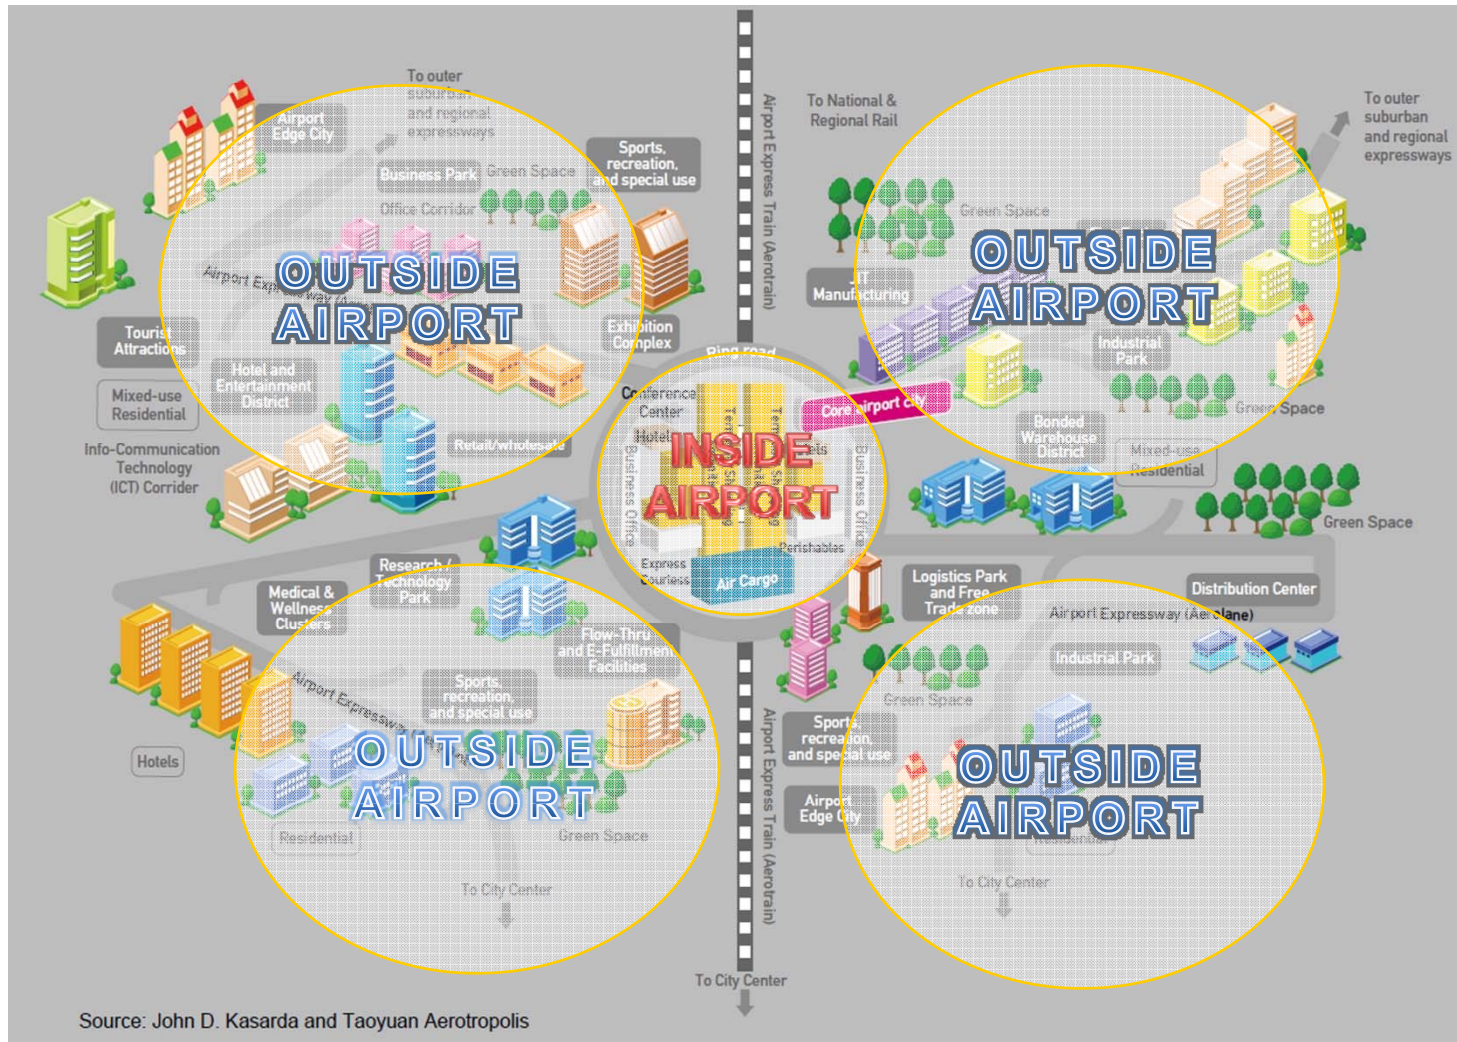 To outer
suburban
and regional
expressways
Airport
Edge City
Business Park
Green Space
Office Corridor
Sports,
recreation,
and special use
Airport Expressway
OUTSIDE
AIRPORT
Tourist
Attractions
Exhibition
Complex
Hotel and
Entertainment
District
Mixed-use
Residential
Retail/wholesale
Info-Communication
Technology
(ICT) Corridor
Airport Express Train (Aerotrain)
To National &
Regional Rail
To outer
suburban
and regional
expressways
Green Space
OUTSIDE
AIRPORT
Manufacturing
Industrial
Park
Green Space
Core airport city
Bonded
Warehouse
District
Mixed-use
Residential
Green Space
Ring road
Conference
Center
Hotels
INSIDE
AIRPORT
Business Office
Business Office
Perishables
Express
Couriess
Air Cargo
Research /
Technology
Park
Medical &
Wellness
Clusters
Flow-Thru
and E-Fulfillment
Facilities
Sports,
recreation,
and special use
Airport Expressway
OUTSIDE
AIRPORT
Hotels
Residential
Green Space
To City Center
Logistics Park
and Free
Trade zone
Distribution Center
Airport Expressway (Aerolane)
Industrial Park
Green Space
Sports,
recreation,
and special use
Airport
Edge City
OUTSIDE
AIRPORT
Residential
To City Center
Airport Express Train (Aerotrain)
To City Center
Source: John D. Kasarda and Taoyuan Aerotropolis